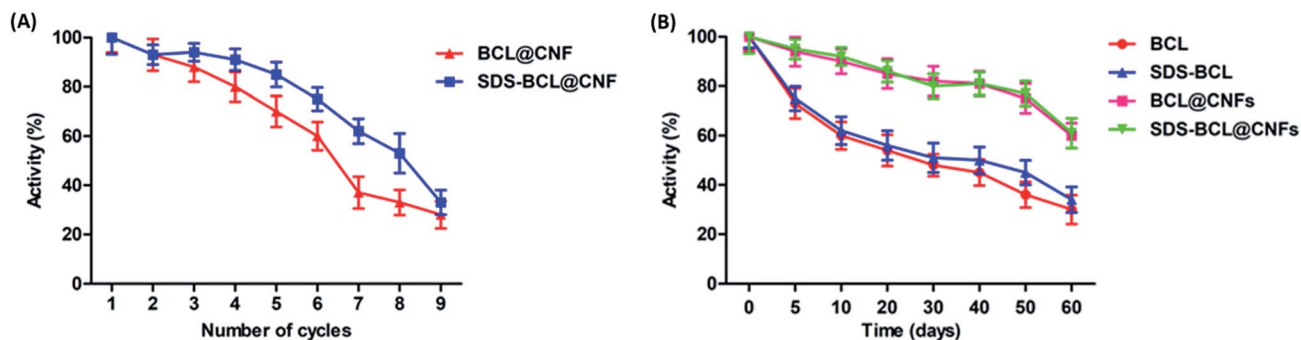 (A)
100
80
60
40
20
0
Activity (%)
1 2 3 4 5 6 7 8 9
Number of cycles
BCL@CNF
SDS-BCL@CNF
(B)
100
80
60
40
20
0
Activity (%)
0 5 10 20 30 40 50 60
Time (days)
BCL
SDS-BCL
BCL@CNFs
SDS-BCL@CNFs